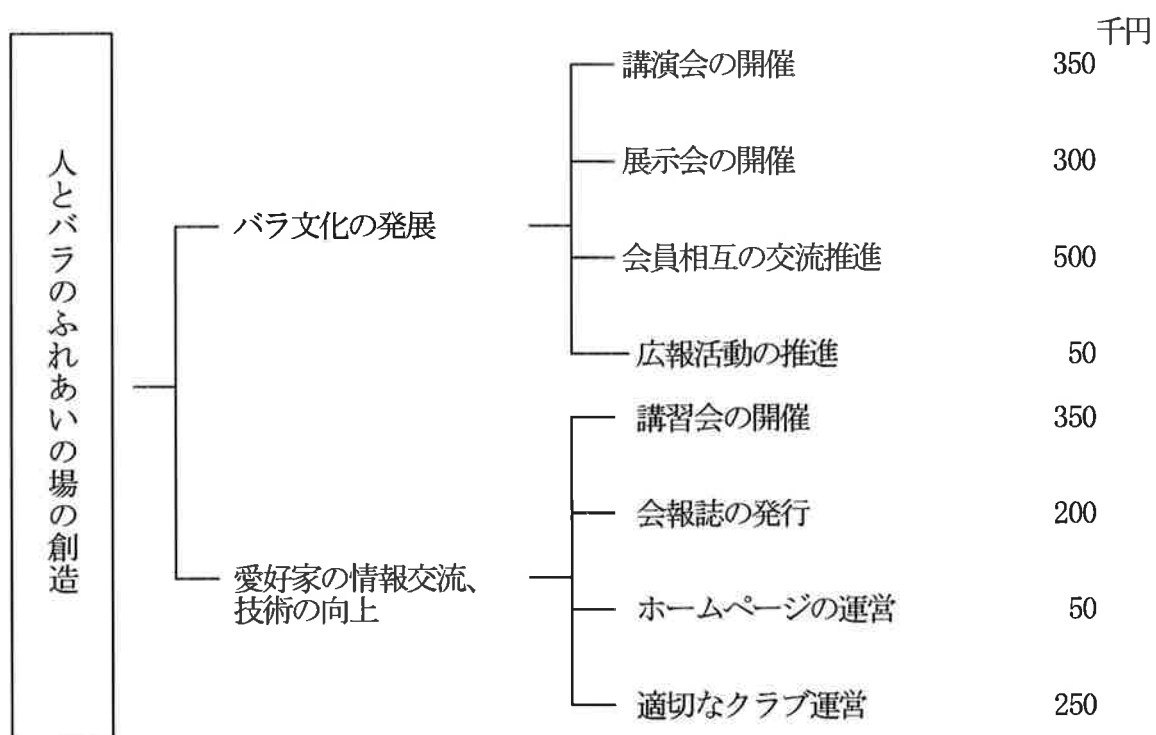 千円
人とバラのふれあいの場の創造
バラ文化の発展
講演会の開催 350
展示会の開催 300
会員相互の交流推進 500
広報活動の推進 50
愛好家の情報交流、
技術の向上
講習会の開催 350
会報誌の発行 200
ホームページの運営 50
適切なクラブ運営 250